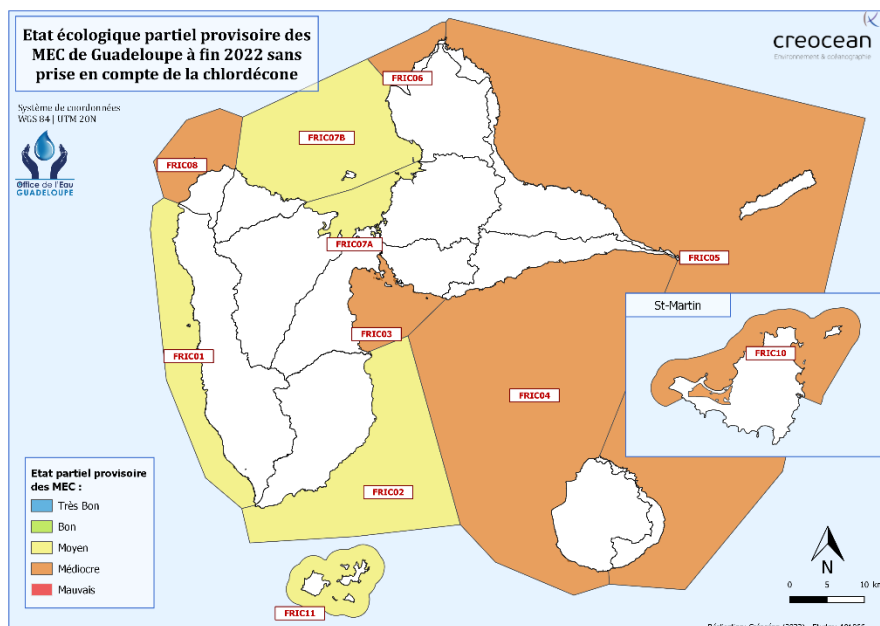 Etat écologique partiel provisoire des
MEC de Guadeloupe à fin 2022 sans
prise en compte de la chlordécone
creocean
Environnement & océanographie
Système de coordonnées
WGS 84 | UTM 20N
Office de l'Eau
GUADELOUPE
FRIC06
FRIC07B
FRIC08
FRIC07A
FRIC05
St-Martin
FRIC03
FRIC01
FRIC10
FRIC04
Etat partiel provisoire
des MEC :
Très Bon
Bon
Moyen
Médiocre
Mauvais
FRIC02
N
0 5 10 km
FRIC11